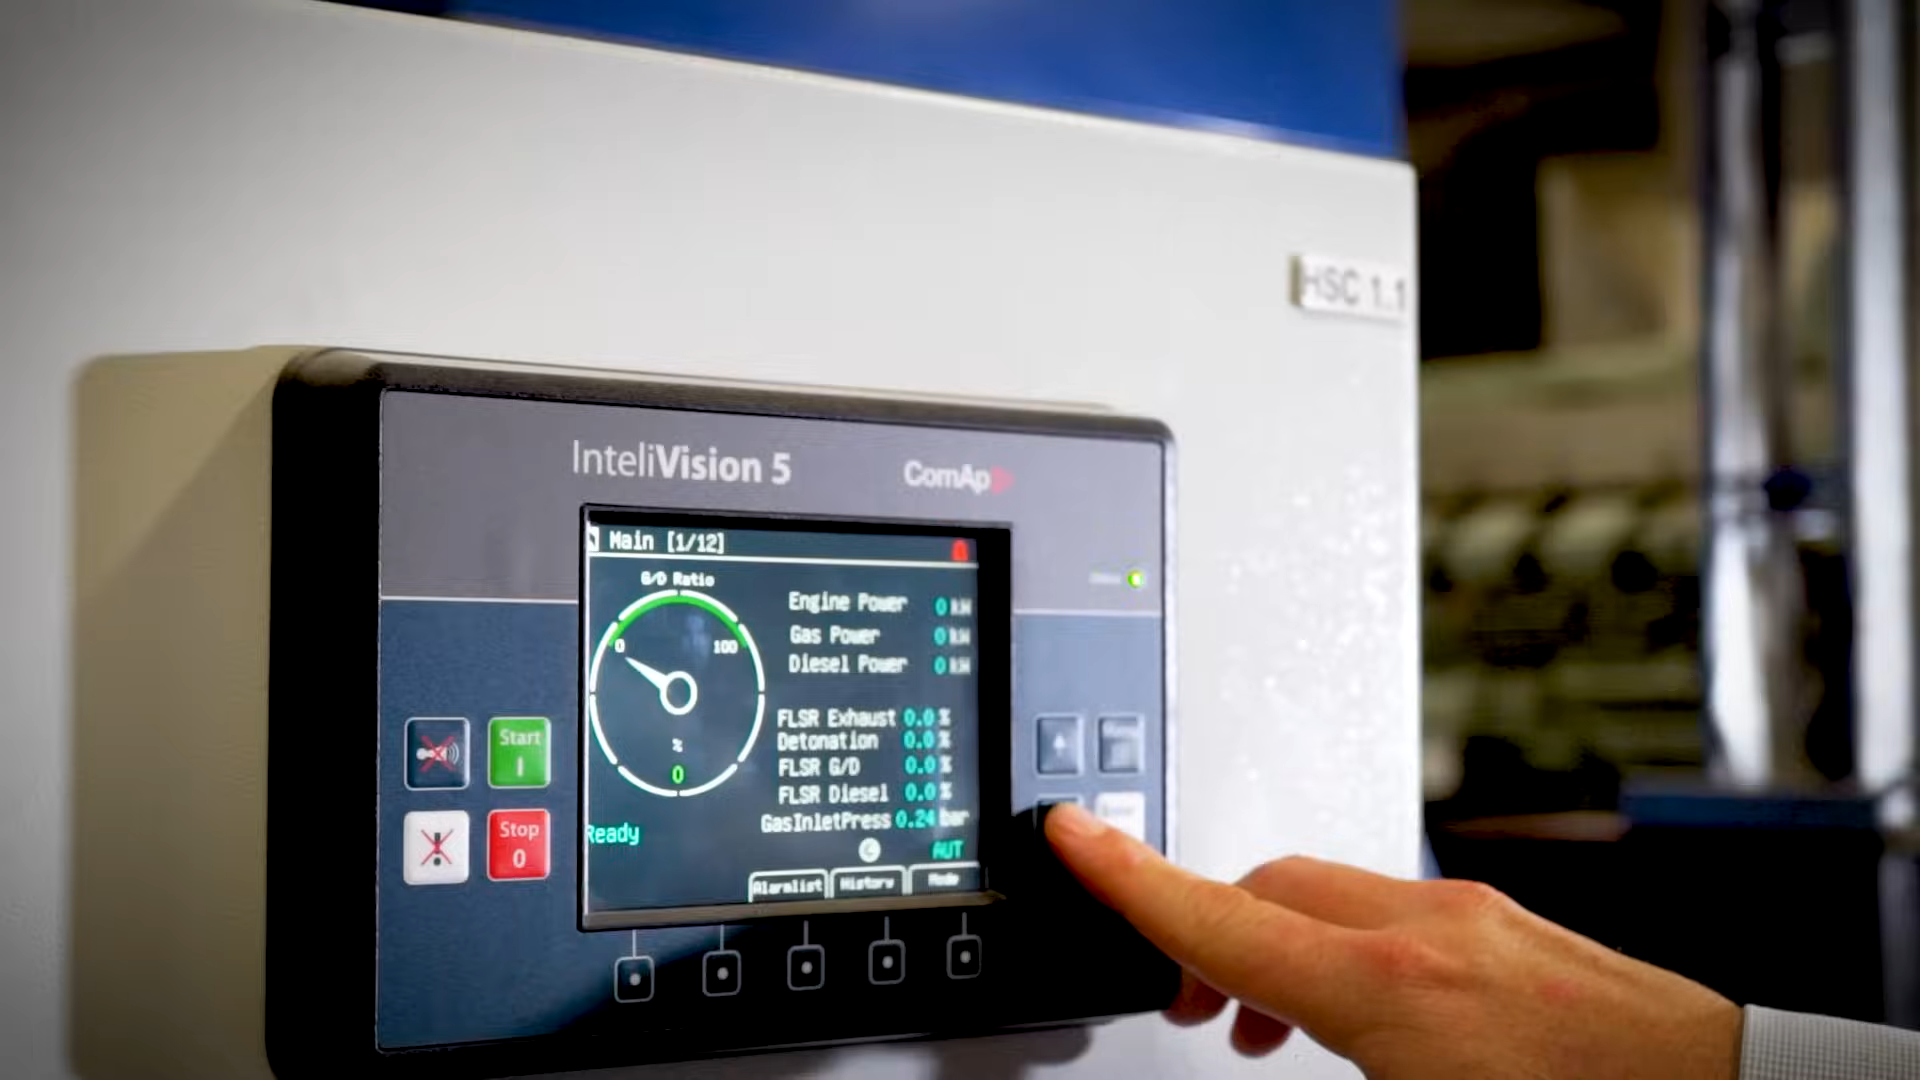 HSC 1.1
InteliVision 5
ComAp
Main [1/12]
G/D Ratio
0
100
%
0
Engine Power 0 kW
Gas Power 0 kW
Diesel Power 0 kW
FLSR Exhaust 0.0 %
Detonation 0.0 %
FLSR G/D 0.0 %
FLSR Diesel 0.0 %
GasInletPress 0.24 bar
Ready
AUT
Alarmlist History Mode
Start
I
Stop
0